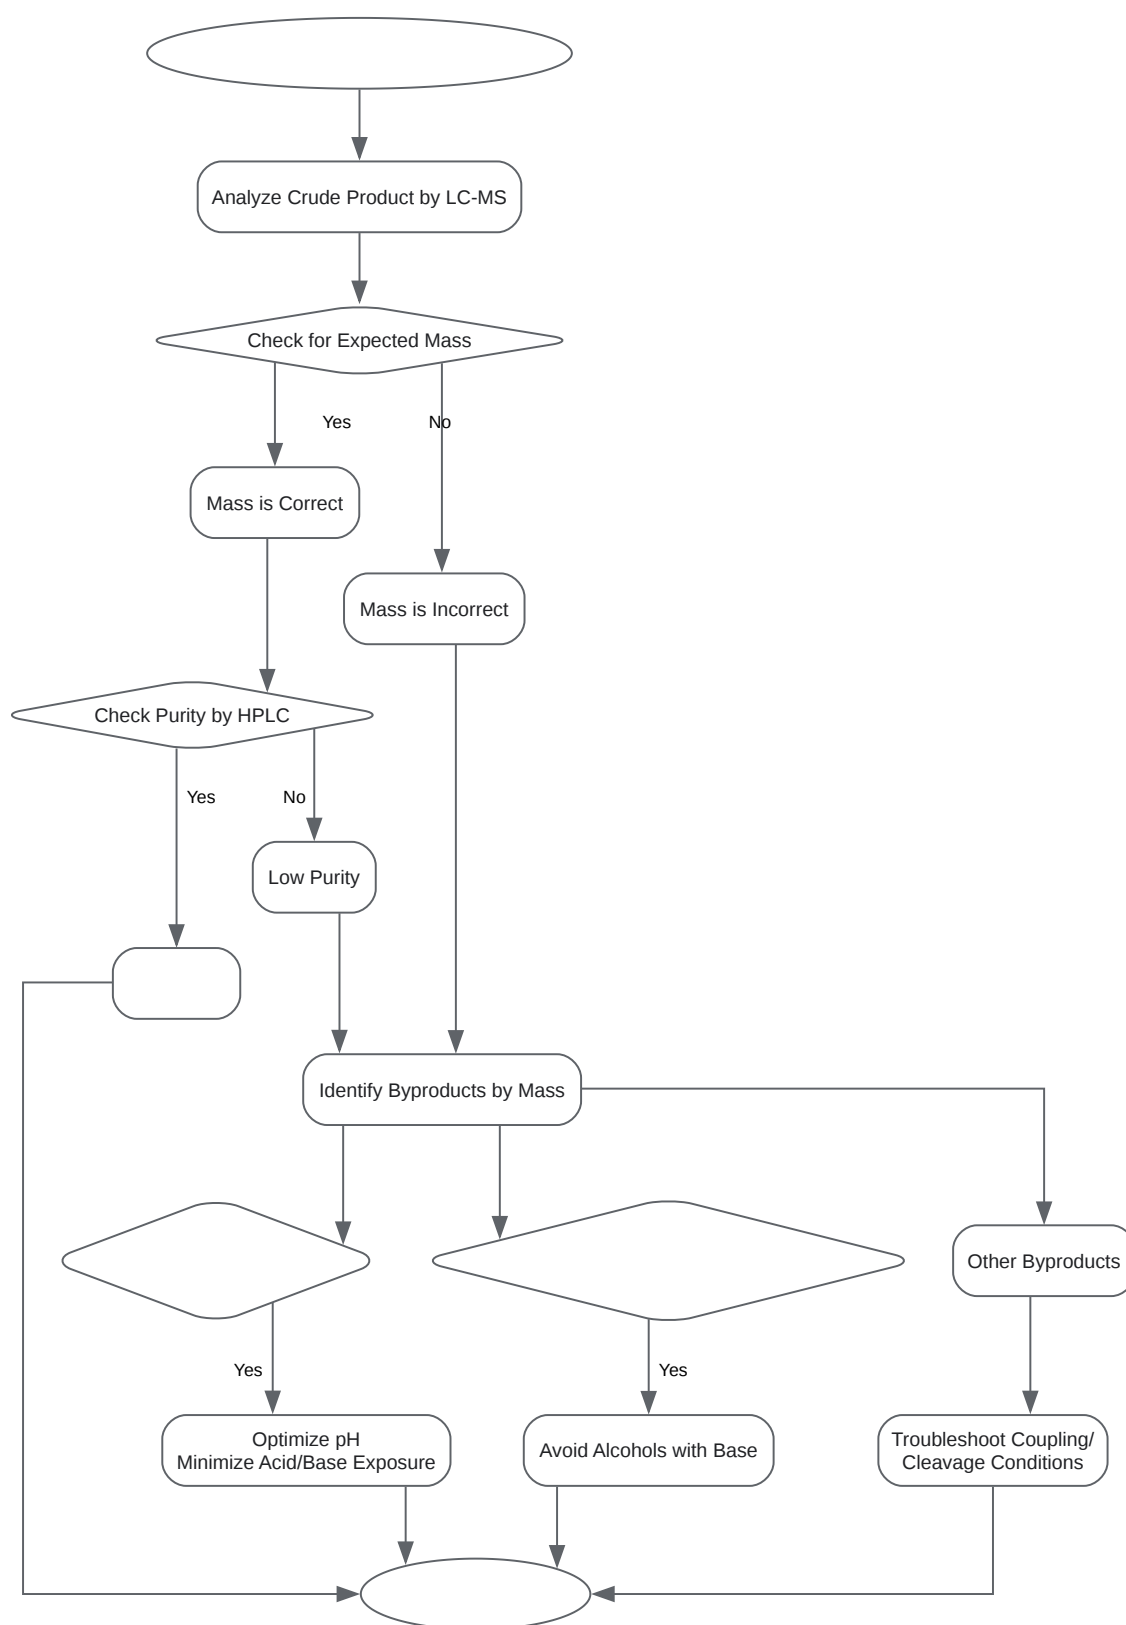 Analyze Crude Product by LC-MS
Check for Expected Mass
Yes
No
Mass is Correct
Mass is Incorrect
Check Purity by HPLC
Yes
No
Low Purity
Identify Byproducts by Mass
Other Byproducts
Yes
Yes
Optimize pH
Minimize Acid/Base Exposure
Avoid Alcohols with Base
Troubleshoot Coupling/
Cleavage Conditions